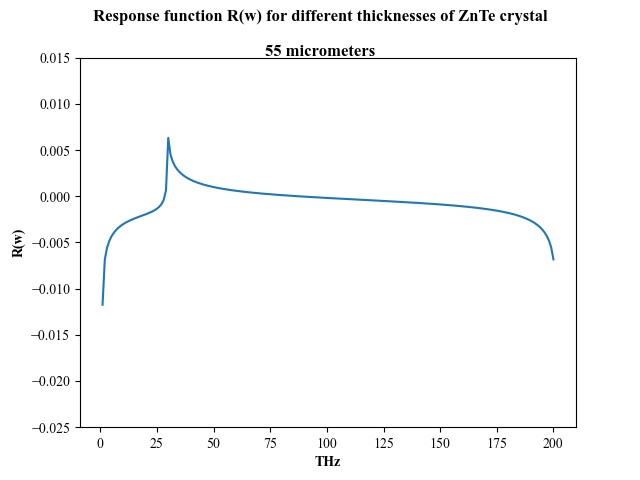 Response function R(w) for different thicknesses of ZnTe crystal
55 micrometers
0.015
0.010
0.005
0.000
−0.005
−0.010
−0.015
−0.020
−0.025
R(w)
0 25 50 75 100 125 150 175 200
THz